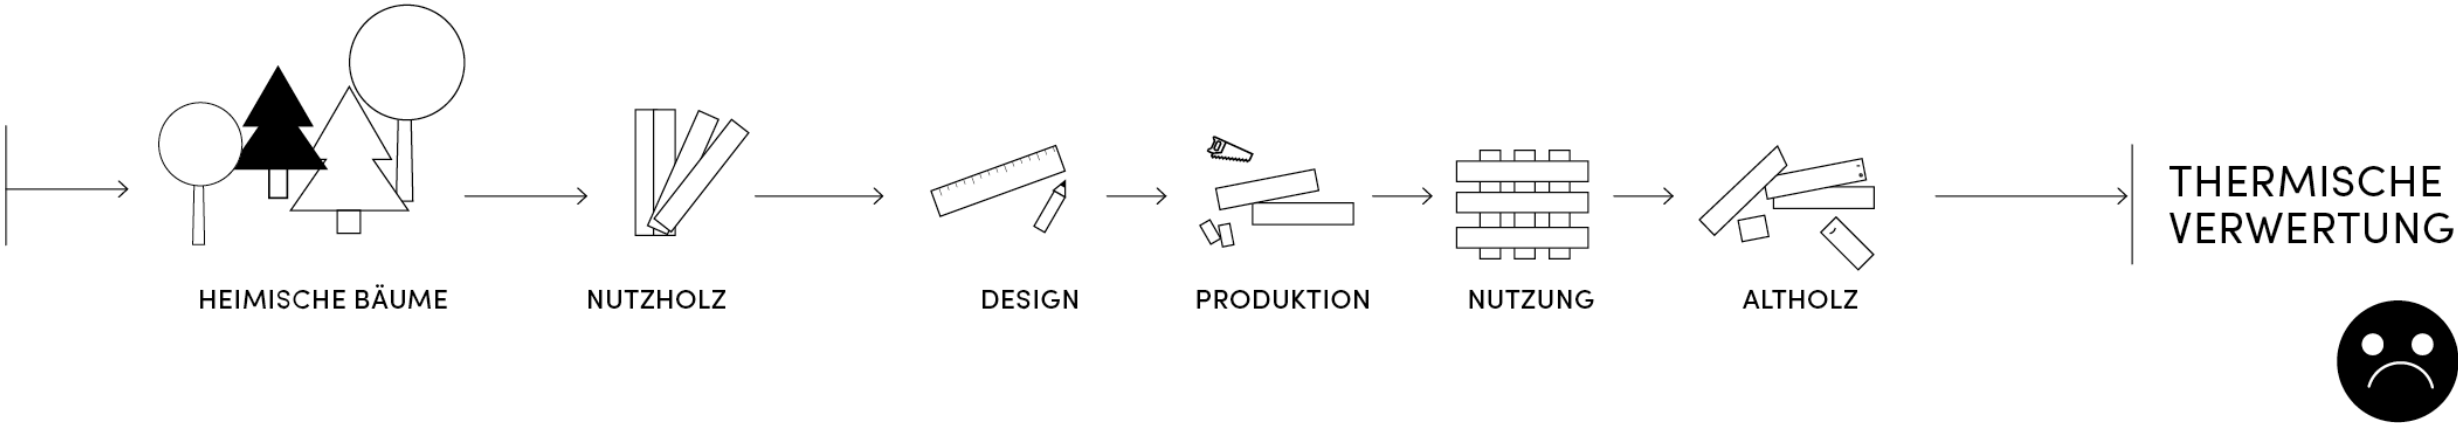 THERMISCHE
VERWERTUNG
HEIMISCHE BÄUME
NUTZHOLZ
DESIGN
PRODUKTION
NUTZUNG
ALTHOLZ